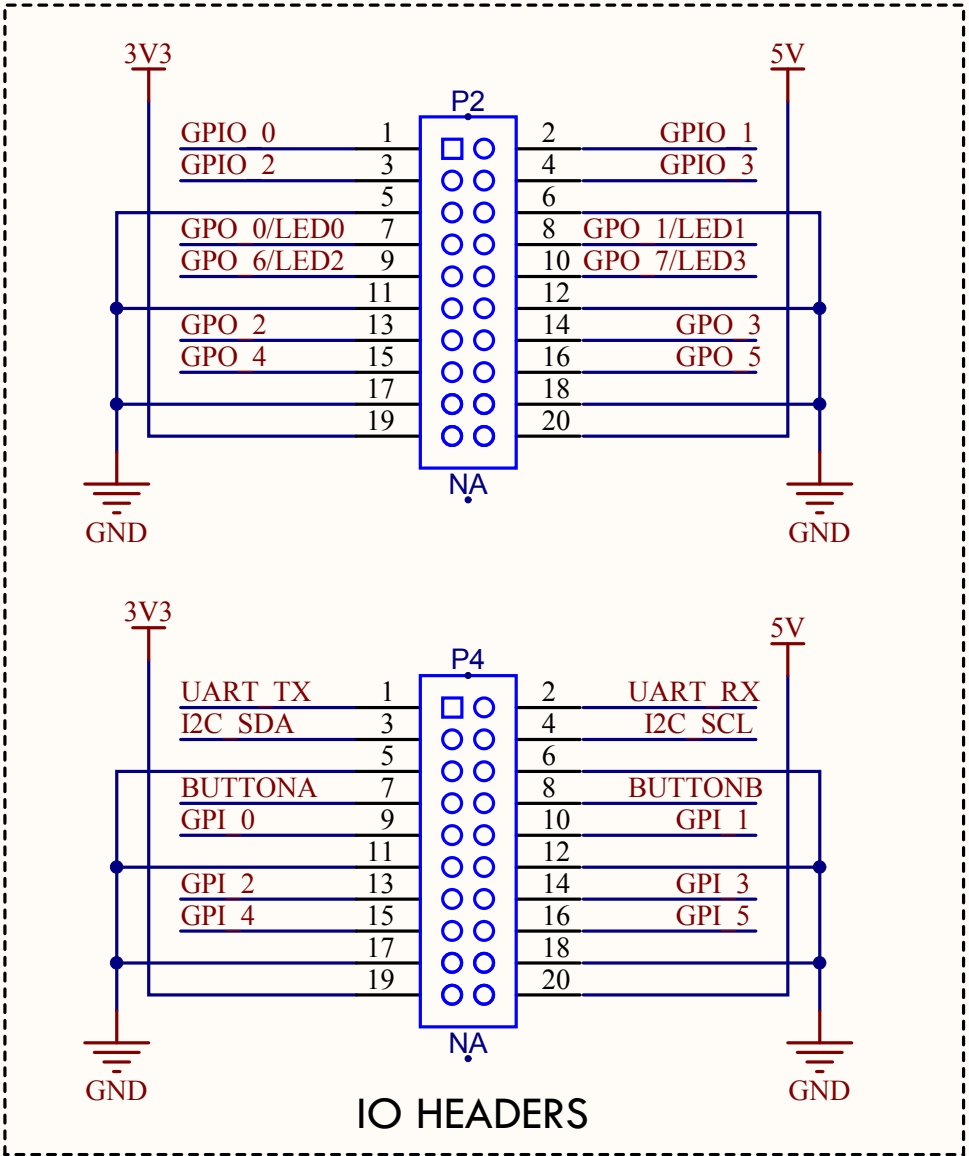 3V3 5V
P2
GPIO_0 1 2 GPIO_1
GPIO_2 3 4 GPIO_3
5 6
GPO_0/LED0 7 8 GPO_1/LED1
GPO_6/LED2 9 10 GPO_7/LED3
11 12
GPO_2 13 14 GPO_3
GPO_4 15 16 GPO_5
17 18
19 20
NA
GND GND
3V3 5V
P4
UART_TX 1 2 UART_RX
I2C_SDA 3 4 I2C_SCL
5 6
BUTTONA 7 8 BUTTONB
GPI_0 9 10 GPI_1
11 12
GPI_2 13 14 GPI_3
GPI_4 15 16 GPI_5
17 18
19 20
NA
GND GND
IO HEADERS